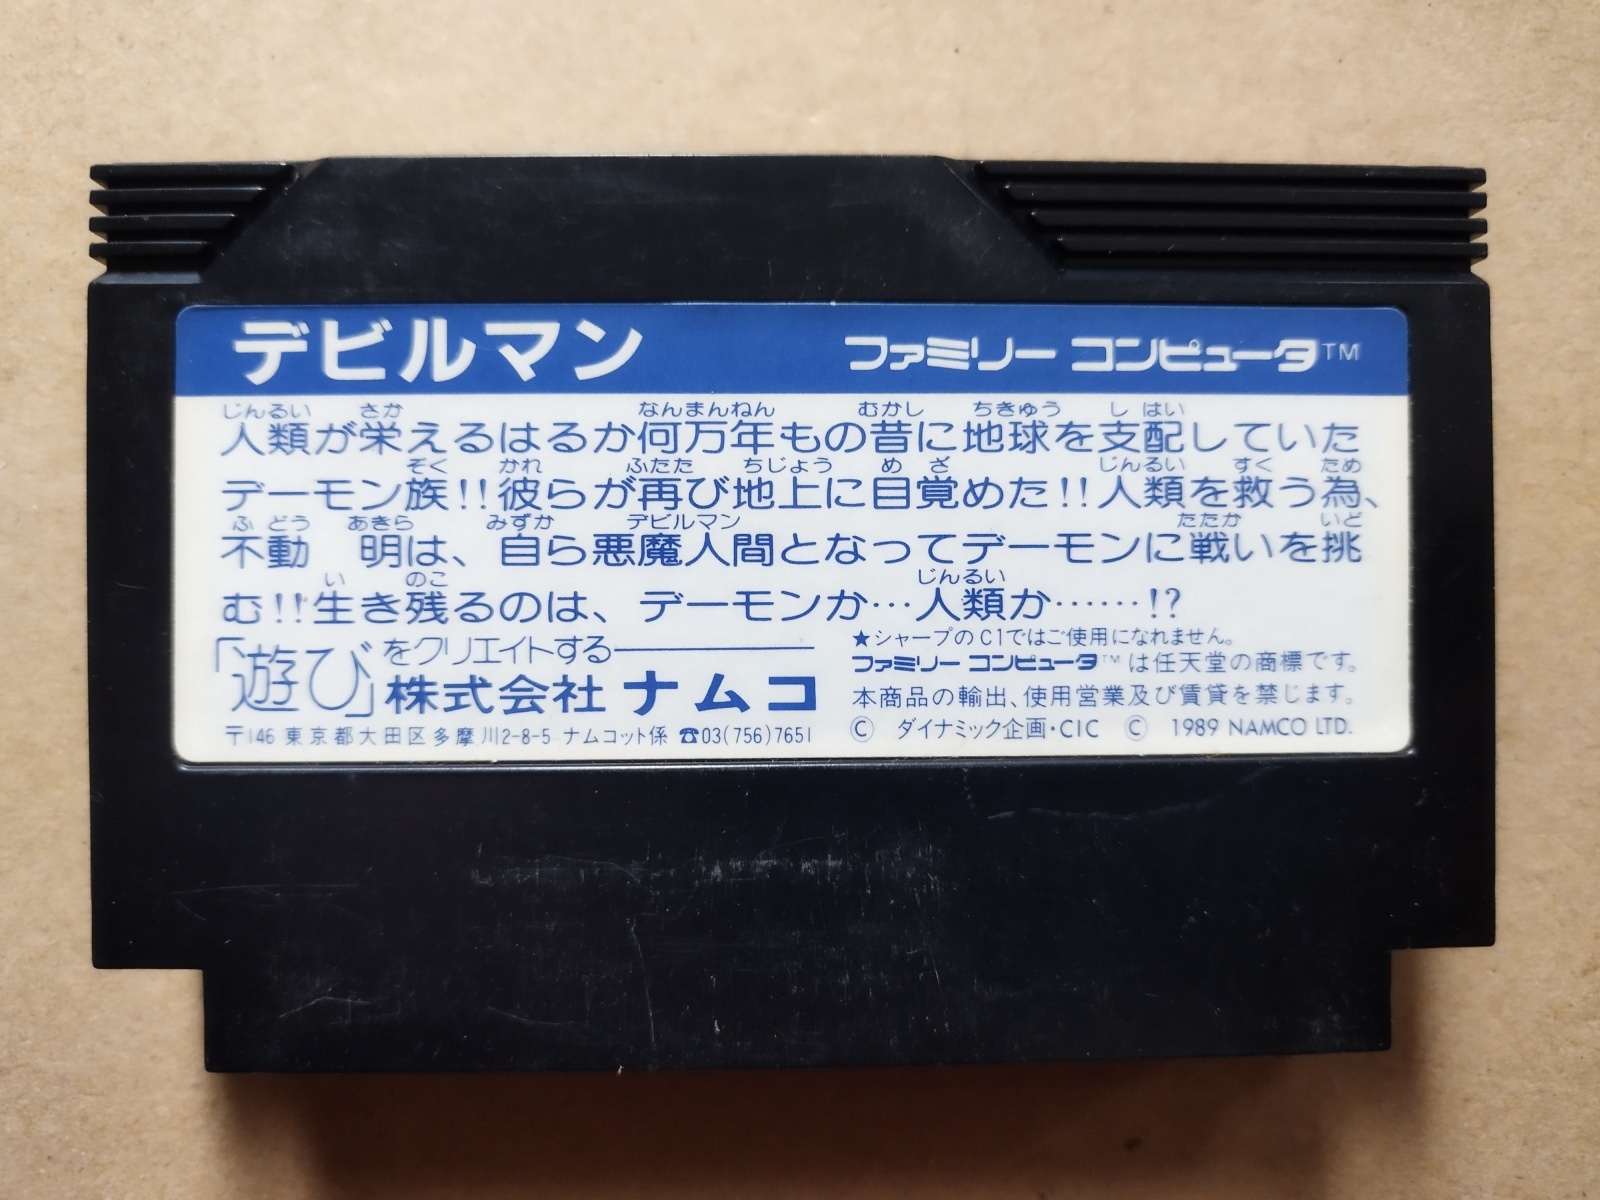 デビルマン
ファミリー コンピュータ™
じんるい さか なんまんねん むかし ちきゅう し はい
人類が栄えるはるか何万年もの昔に地球を支配していた
ぞく かれ ふたた ちじょう め ざ じんるい すく ため
デーモン族!!彼らが再び地上に目覚めた!!人類を救う為、
ふ どう あきら みずか デビルマン たたか いど
不動 明は、自ら悪魔人間となってデーモンに戦いを挑
い のこ じんるい
む!!生き残るのは、デーモンか…人類か……!?
「遊び」をクリエイトする
株式会社 ナムコ
〒146 東京都大田区多摩川2-8-5 ナムコット係 ☎03(756)7651
★シャープのC1ではご使用になれません。
ファミリー コンピュータ™は任天堂の商標です。
本商品の輸出、使用営業及び賃貸を禁じます。
© ダイナミック企画・CIC © 1989 NAMCO LTD.